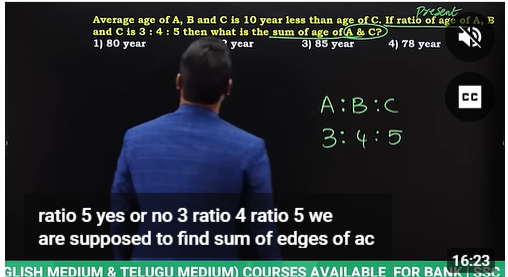 Average age of A, B and C is 10 year less than age of C. If ratio of age of A, B
Present
and C is 3 : 4 : 5 then what is the sum of age of A & C?
1) 80 year year 3) 85 year 4) 78 year
A : B : C
3 : 4 : 5
CC
ratio 5 yes or no 3 ratio 4 ratio 5 we
are supposed to find sum of edges of ac
16:23
GLISH MEDIUM & TELUGU MEDIUM) COURSES AVAILABLE FOR BANK SSC